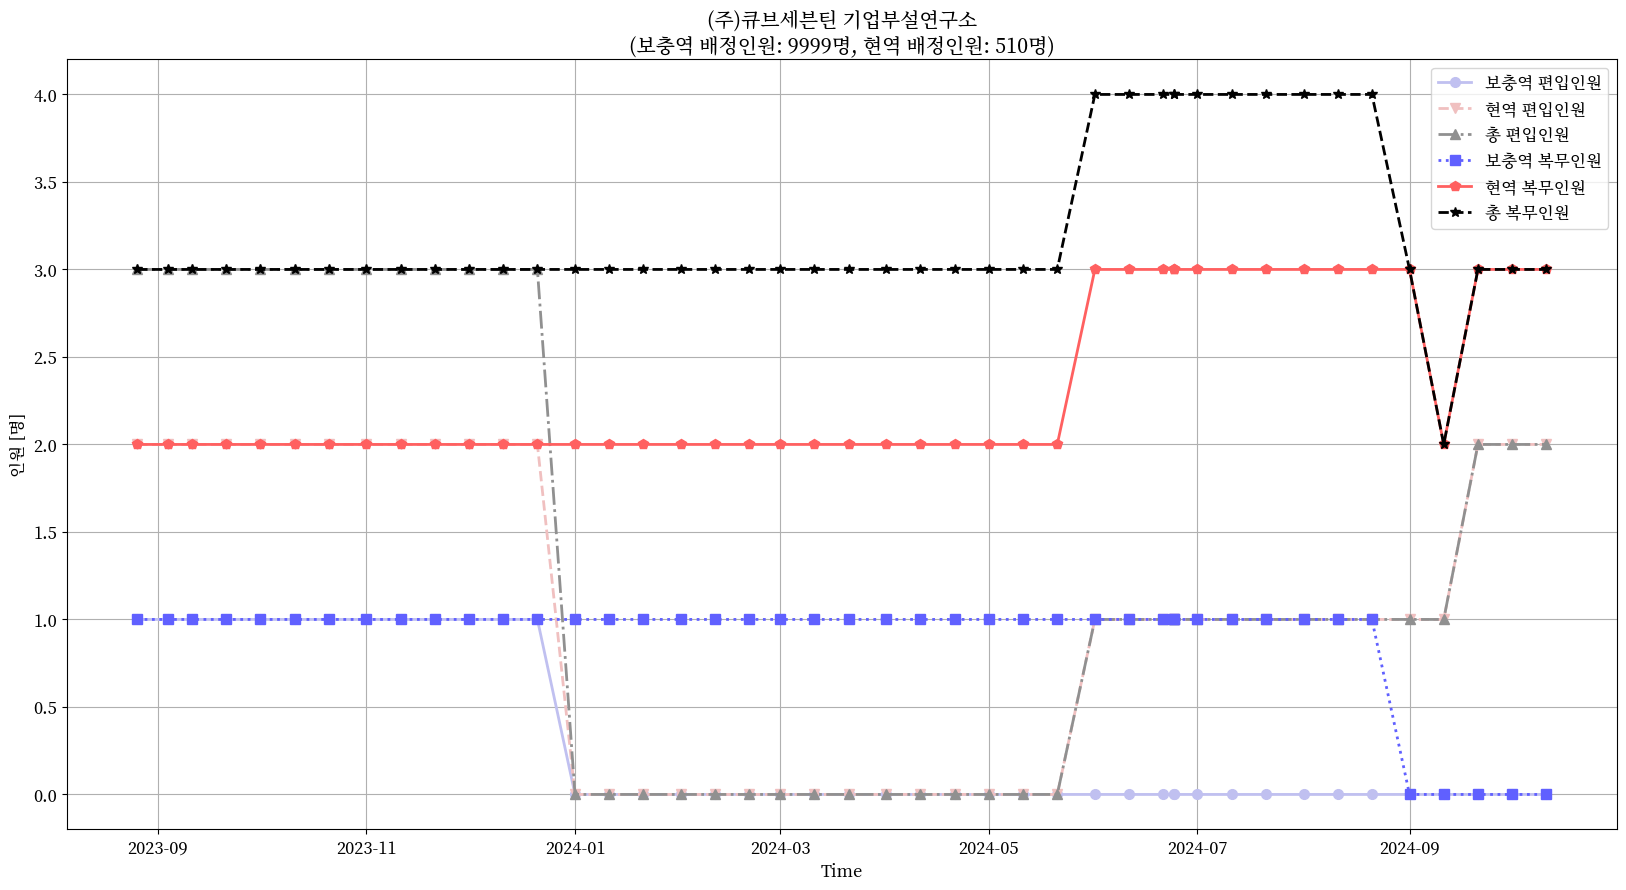 (주)큐브세븐틴 기업부설연구소
(보충역 배정인원: 9999명, 현역 배정인원: 510명)
인원 [명]
4.0
3.5
3.0
2.5
2.0
1.5
1.0
0.5
0.0
보충역 편입인원
현역 편입인원
총 편입인원
보충역 복무인원
현역 복무인원
총 복무인원
2023-09 2023-11 2024-01 2024-03 2024-05 2024-07 2024-09
Time